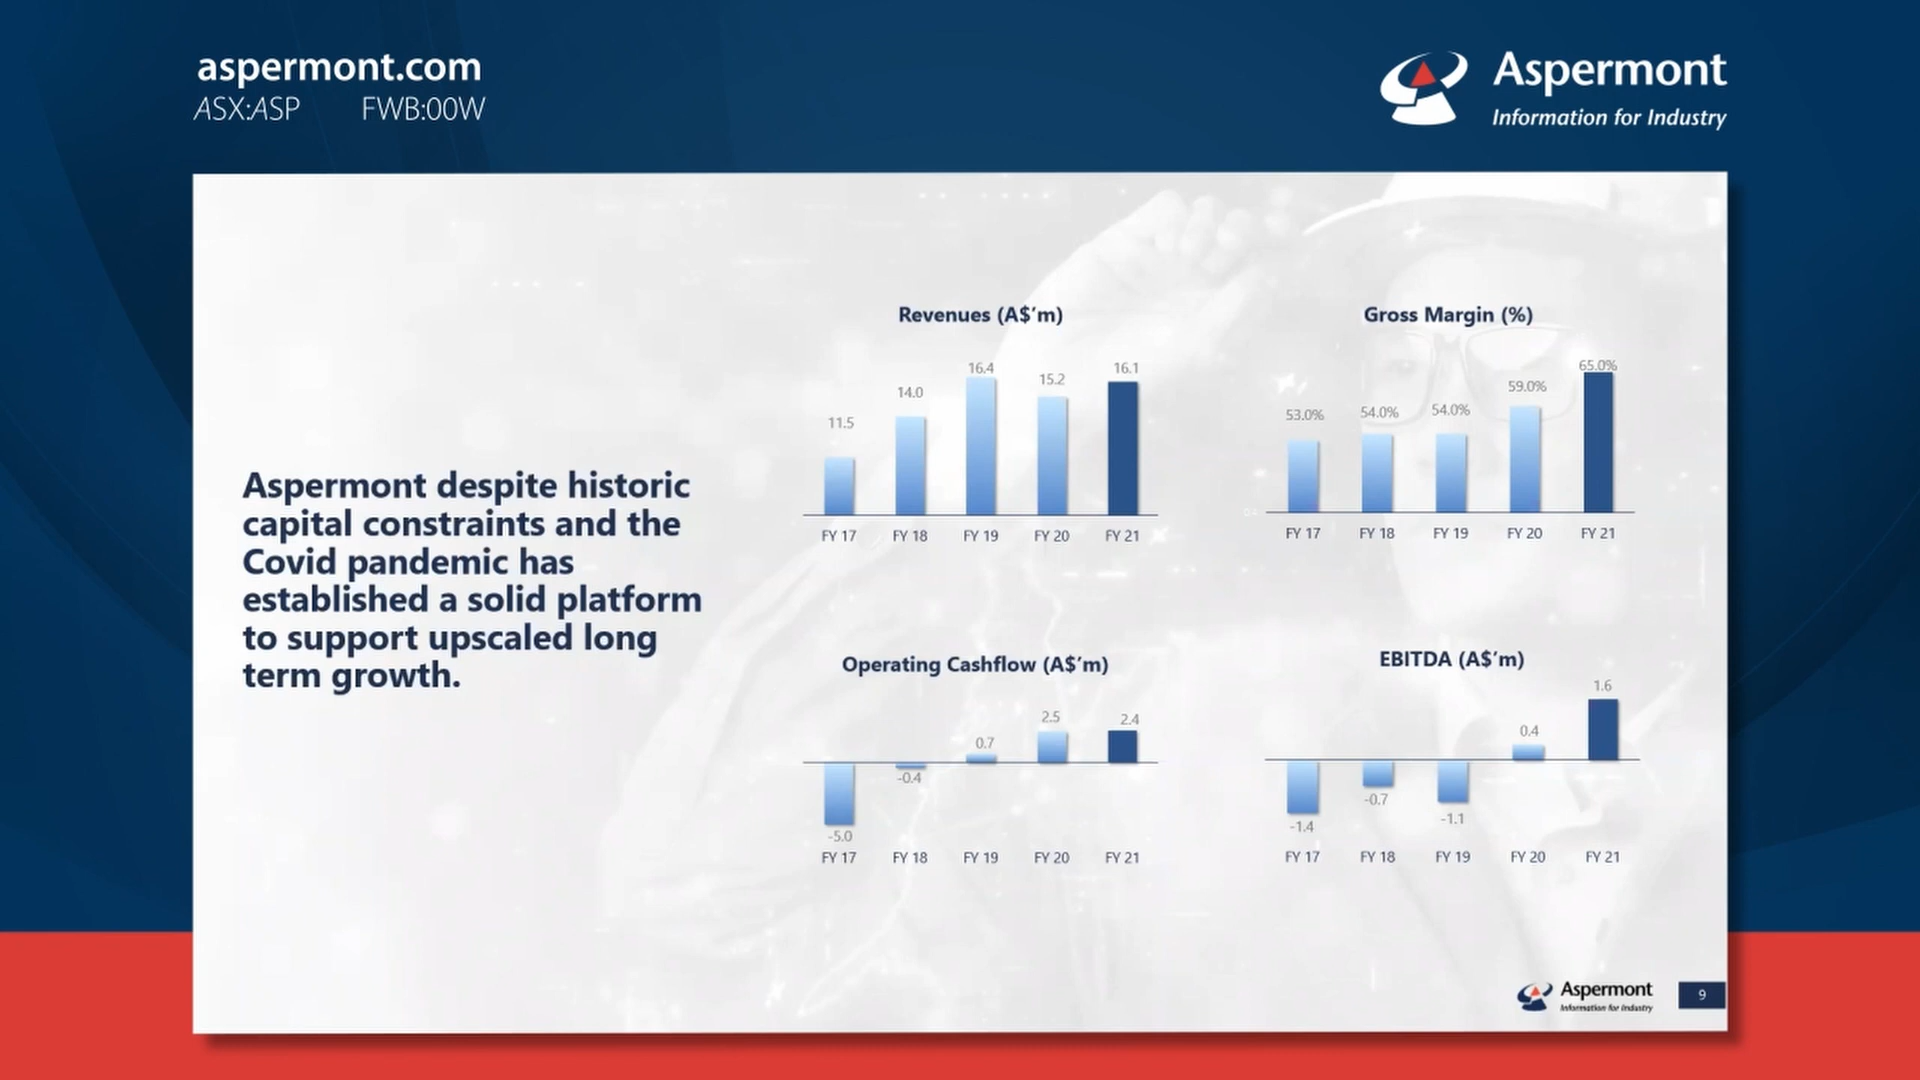 aspermont.com
ASX:ASP FWB:00W
Aspermont
Information for Industry
Aspermont despite historic
capital constraints and the
Covid pandemic has
established a solid platform
to support upscaled long
term growth.
Revenues (A$'m)
11.5 14.0 16.4 15.2 16.1
FY 17 FY 18 FY 19 FY 20 FY 21
Gross Margin (%)
53.0% 54.0% 54.0% 59.0% 65.0%
FY 17 FY 18 FY 19 FY 20 FY 21
Operating Cashflow (A$'m)
-5.0 -0.4 0.7 2.5 2.4
FY 17 FY 18 FY 19 FY 20 FY 21
EBITDA (A$'m)
-1.4 -0.7 -1.1 0.4 1.6
FY 17 FY 18 FY 19 FY 20 FY 21
Aspermont
Information for Industry
9